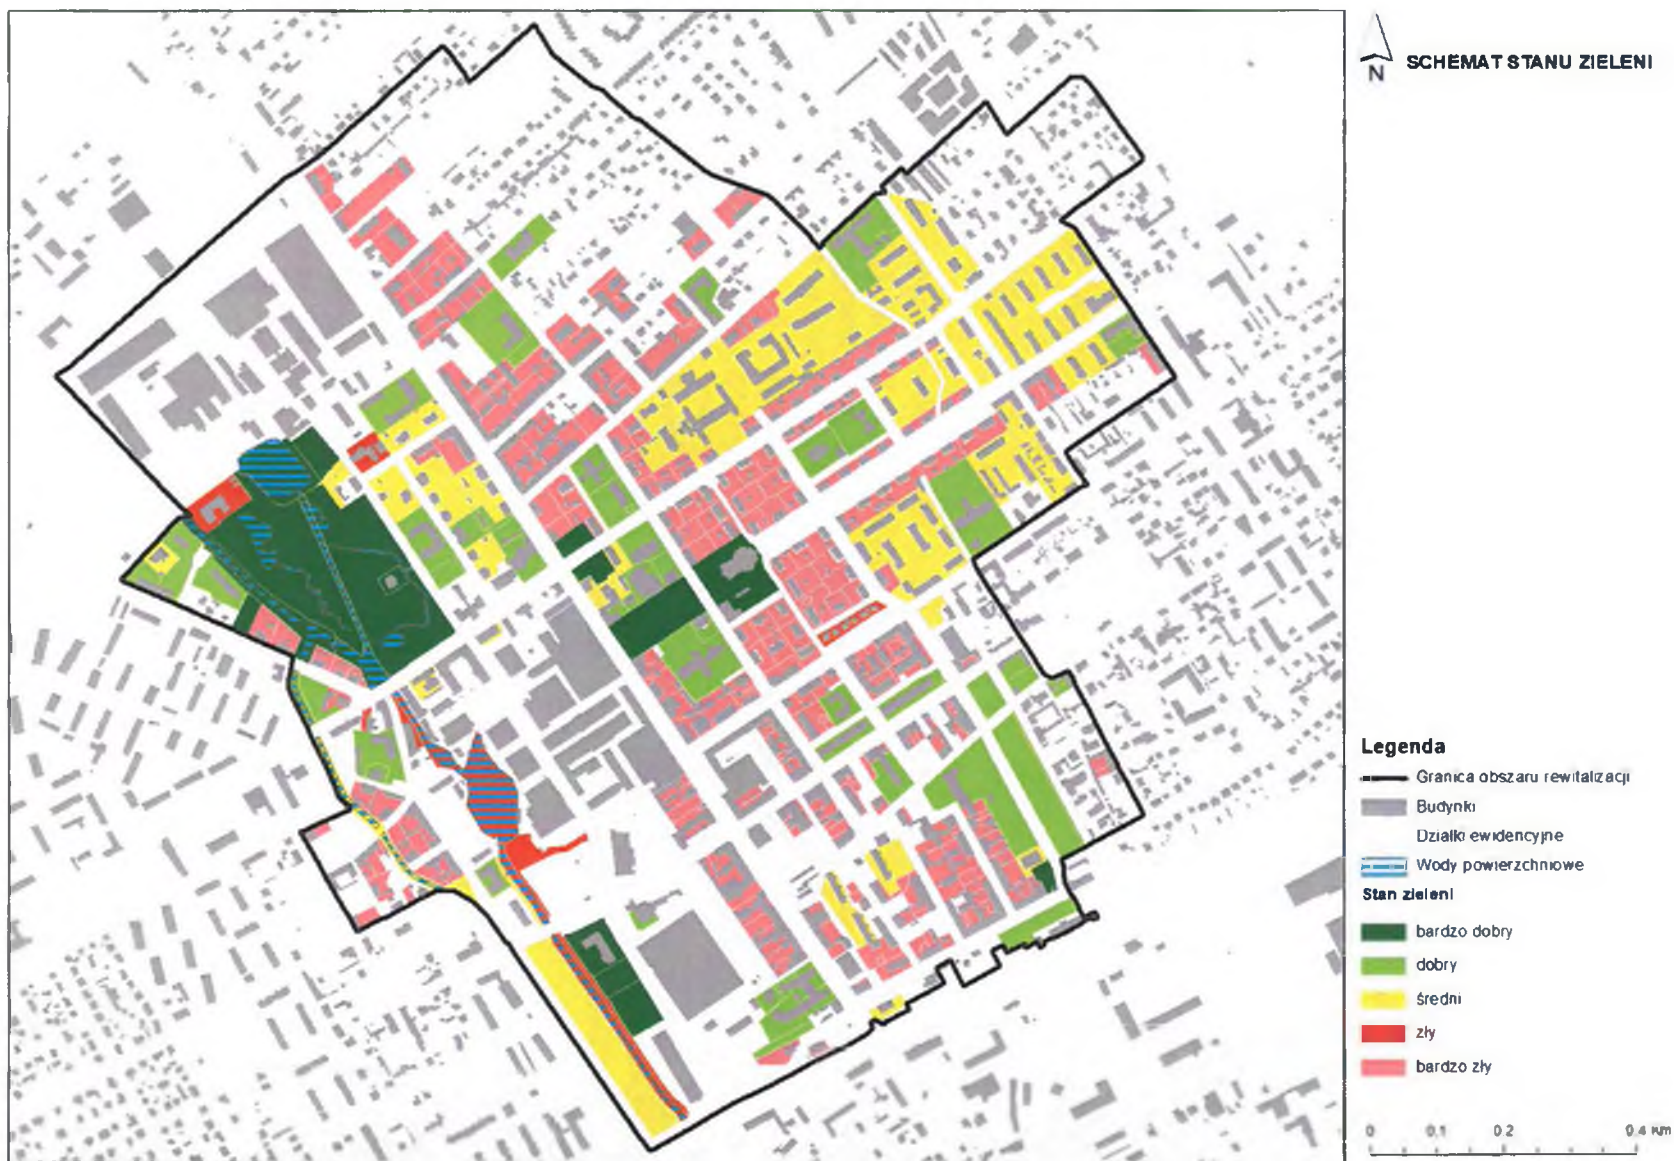 N
SCHEMAT STANU ZIELENI
Legenda
Granica obszaru rewitalizacji
Budynki
Działki ewidencyjne
Wody powierzchniowe
Stan zieleni
bardzo dobry
dobry
średni
zły
bardzo zły
0 0,1 0,2 0,4 km